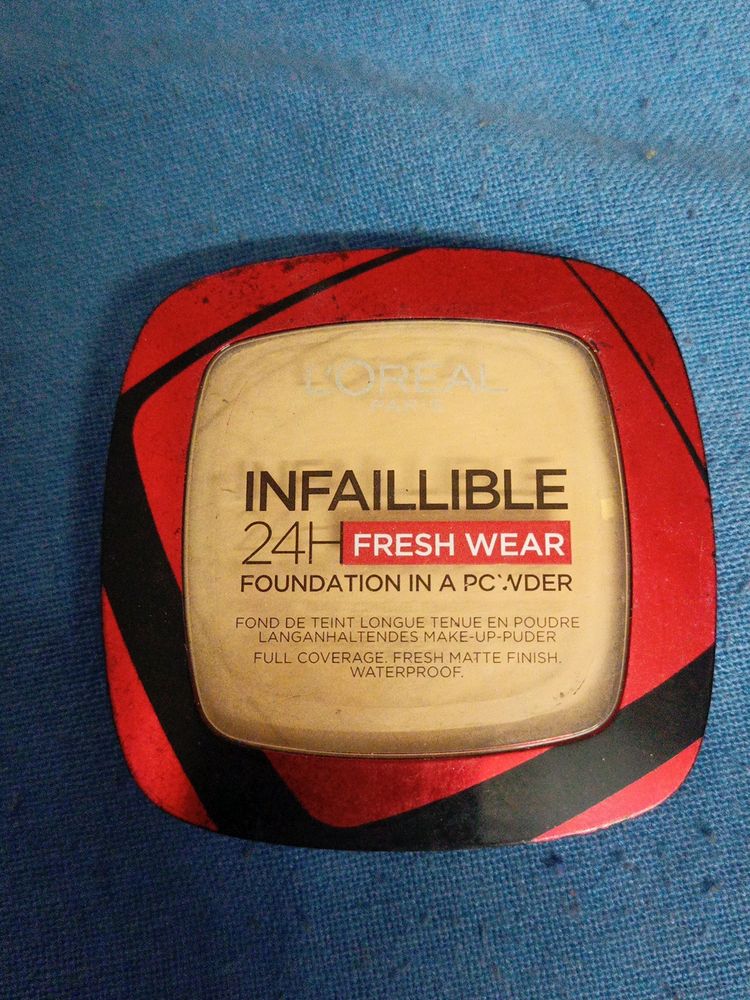 L'ORÉAL
PARIS
INFAILLIBLE
24H FRESH WEAR
FOUNDATION IN A POWDER
FOND DE TEINT LONGUE TENUE EN POUDRE
LANGANHALTENDES MAKE-UP-PUDER
FULL COVERAGE. FRESH MATTE FINISH.
WATERPROOF.